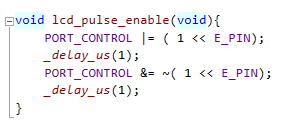 void lcd_pulse_enable(void){
PORT_CONTROL |= ( 1 << E_PIN);
_delay_us(1);
PORT_CONTROL &= ~( 1 << E_PIN);
_delay_us(1);
}